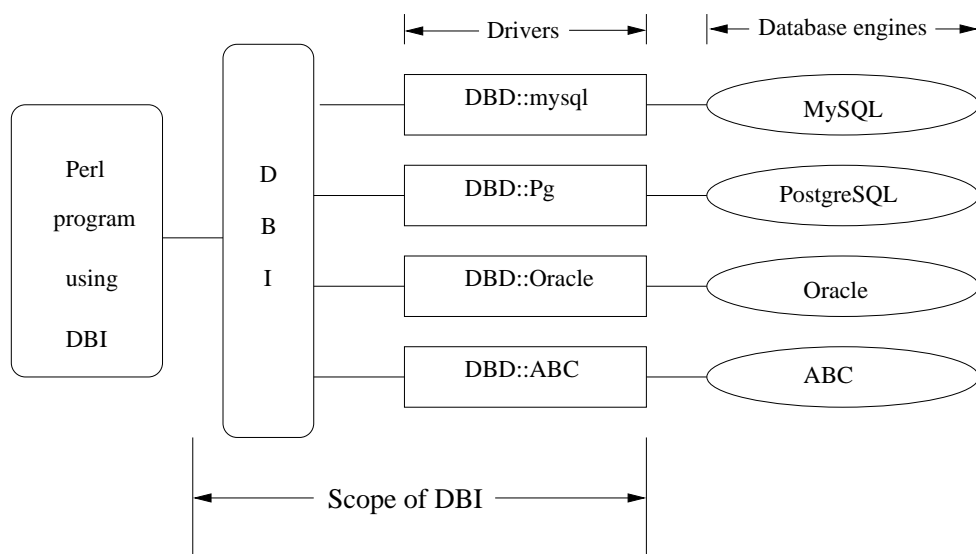 Drivers
Database engines
Perl
program
using
DBI
D
B
I
DBD::mysql
MySQL
DBD::Pg
PostgreSQL
DBD::Oracle
Oracle
DBD::ABC
ABC
Scope of DBI